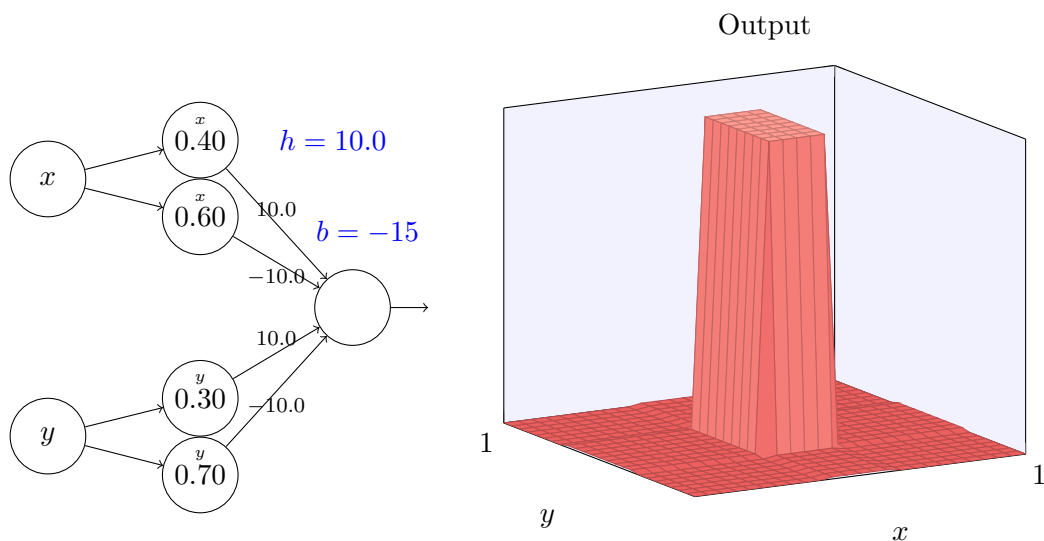 Output
x
0.40
h = 10.0
x
x
0.60
10.0
b = −15
−10.0
10.0
y
0.30
−10.0
y
y
0.70
1
1
y
x